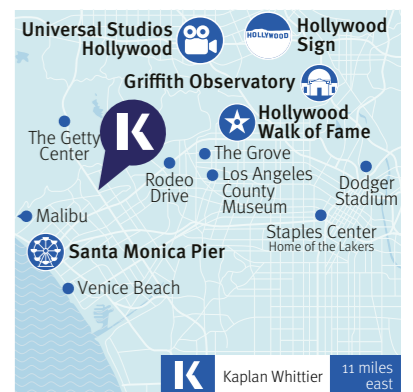 Universal Studios
Hollywood
HOLLYWOOD
Hollywood
Sign
Griffith Observatory
Hollywood
Walk of Fame
The Getty
Center
K
The Grove
Rodeo
Drive
Los Angeles
County
Museum
Dodger
Stadium
Malibu
Staples Center
Home of the Lakers
Santa Monica Pier
Venice Beach
K
Kaplan Whittier
11 miles
east